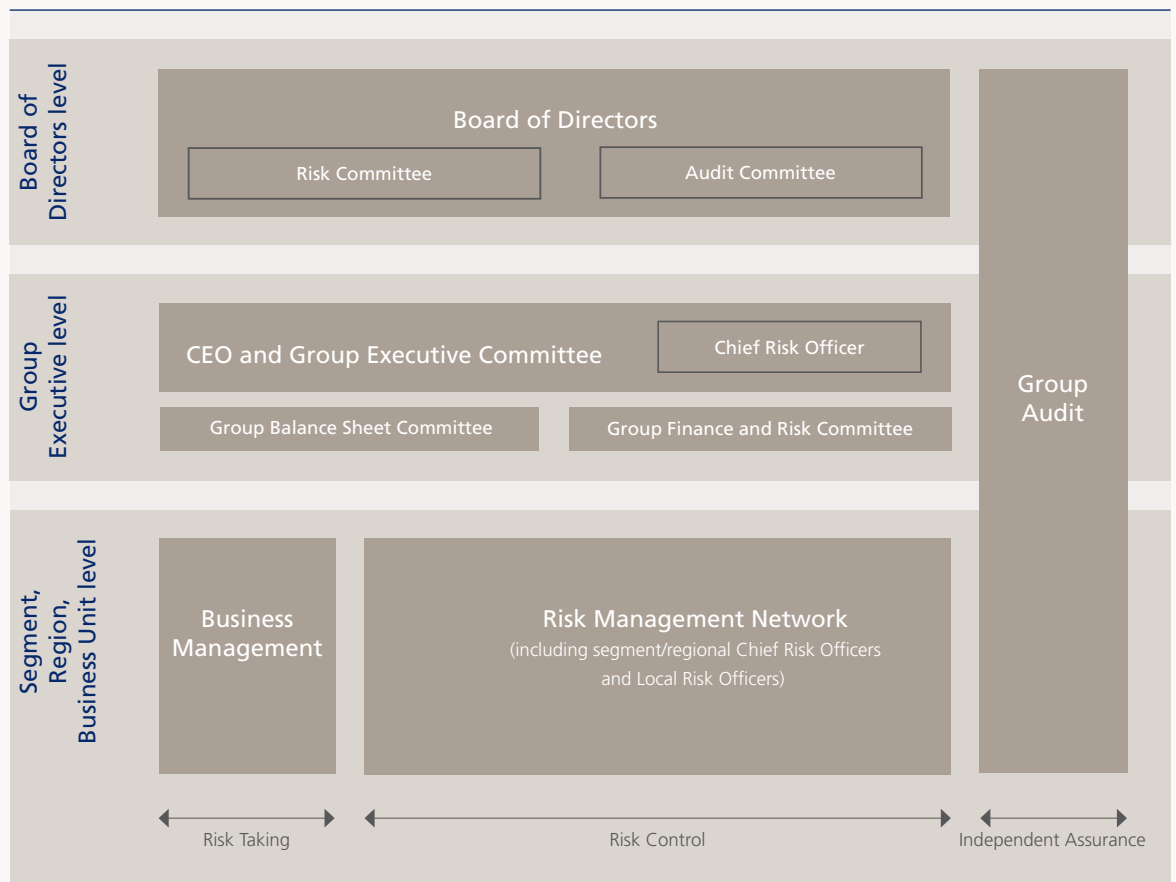 Board of
Directors level
Board of Directors
Risk Committee
Audit Committee
Group
Executive level
CEO and Group Executive Committee
Chief Risk Officer
Group Balance Sheet Committee
Group Finance and Risk Committee
Group
Audit
Segment,
Region,
Business Unit level
Business
Management
Risk Management Network
(including segment/regional Chief Risk Officers
and Local Risk Officers)
Risk Taking
Risk Control
Independent Assurance